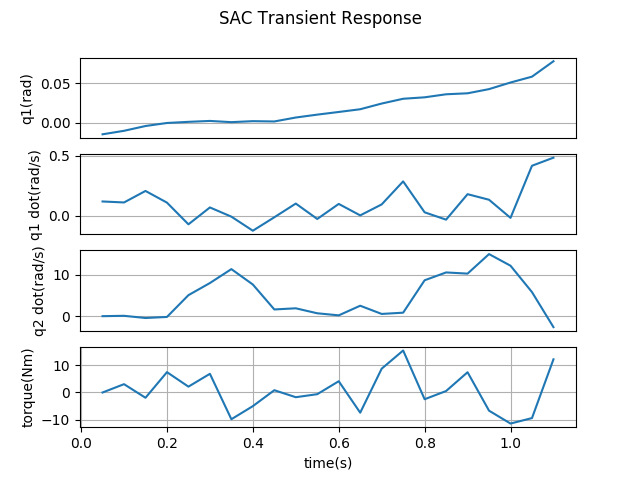 SAC Transient Response
q1(rad)
0.05
0.00
q1 dot(rad/s)
0.5
0.0
q2 dot(rad/s)
10
0
torque(Nm)
10
0
−10
0.0 0.2 0.4 0.6 0.8 1.0
time(s)